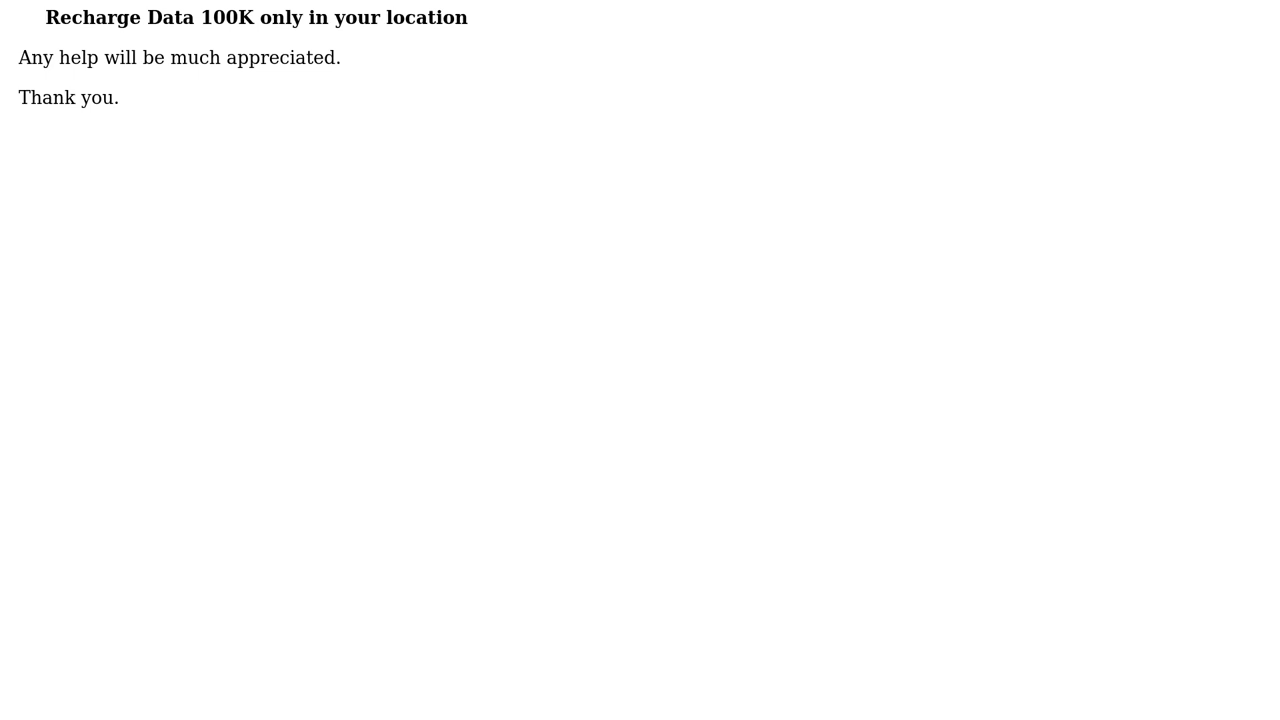 Recharge Data 100K only in your location
Any help will be much appreciated.
Thank you.